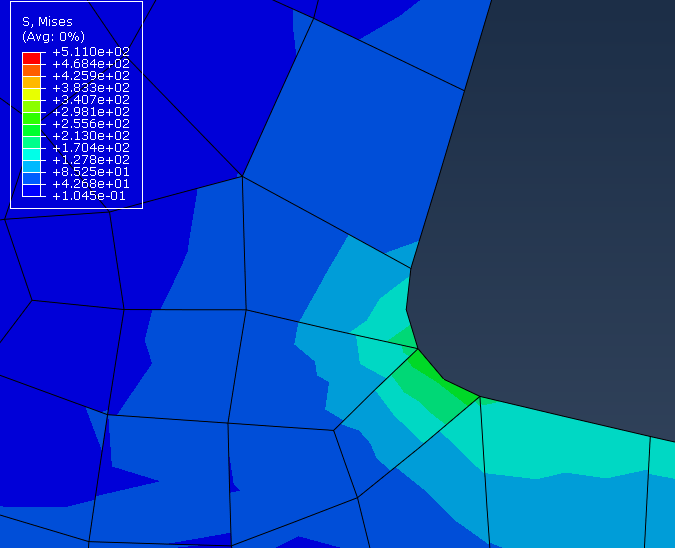 S, Mises
(Avg: 0%)
+5.110e+02
+4.684e+02
+4.259e+02
+3.833e+02
+3.407e+02
+2.981e+02
+2.556e+02
+2.130e+02
+1.704e+02
+1.278e+02
+8.525e+01
+4.268e+01
+1.045e-01